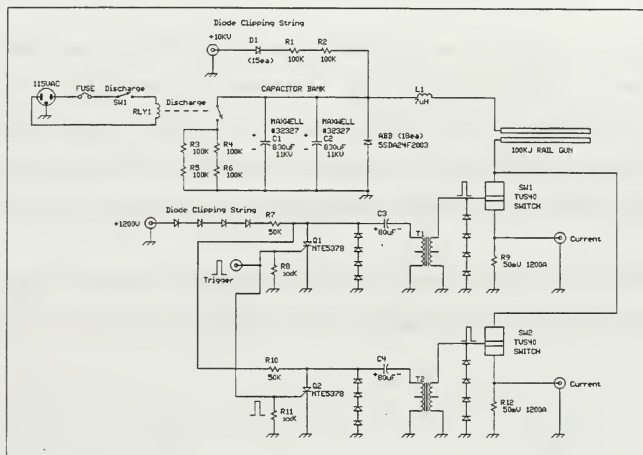 Diode Clipping String
+10KV
D1
R1
R2
(15ea)
100K
100K
115VAC
FUSE
Discharge
SW1
RLY1
Discharge
CAPACITOR BANK
L1
7uH
MAXWELL
#32327
C1
830uF
11KV
MAXWELL
#32327
C2
830uF
11KV
ABB (18ea)
5SDA24F2003
R3
100K
R4
100K
R5
100K
R6
100K
100KJ RAIL GUN
SW1
TVS40
SWITCH
Diode Clipping String
+1200V
R7
50K
C3
+80uF-
T1
Q1
NTE5378
R8
xxK
Trigger
Current
R9
50mV 1200A
SW2
TVS40
SWITCH
R10
50K
C4
+80uF-
T2
Q2
NTE5378
R11
xxK
Current
R12
50mV 1200A